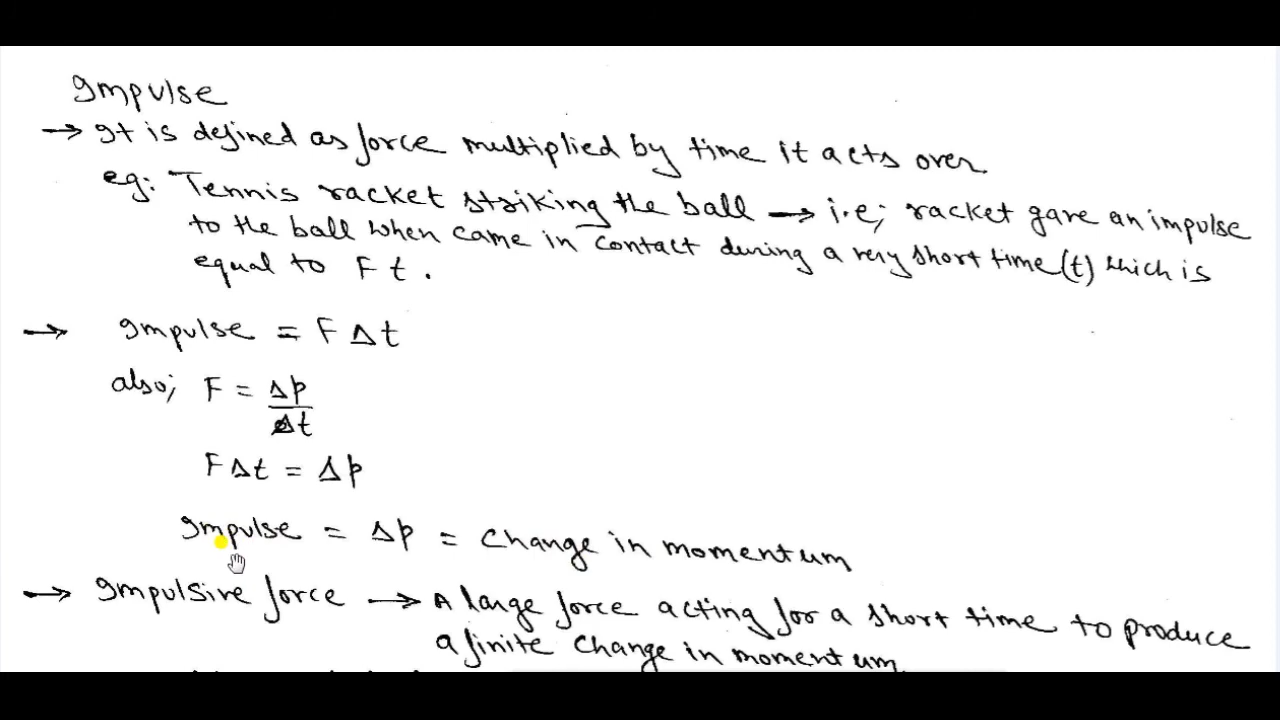 Impulse
→ It is defined as force multiplied by time it acts over.
eg: Tennis racket striking the ball → i.e; racket gave an impulse
to the ball when came in contact during a very short time (t) which is
equal to F t.
→ Impulse = F Δt
also; F = Δp/Δt
FΔt = Δp
Impulse = Δp = Change in momentum
→ Impulsive force → A large force acting for a short time to produce
a finite change in momentum.